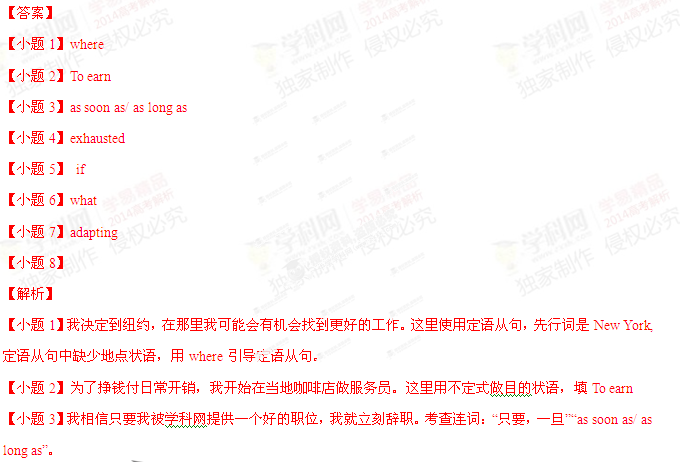 【答案】
【小题1】where
【小题2】To earn
【小题3】as soon as/ as long as
【小题4】exhausted
【小题5】 if
【小题6】what
【小题7】adapting
【小题8】
【解析】
【小题1】我决定到纽约，在那里我可能会有机会找到更好的工作。这里使用定语从句，先行词是 New York,
定语从句中缺少地点状语，用 where 引导定语从句。
【小题2】为了挣钱付日常开销，我开始在当地咖啡店做服务员。这里用不定式做目的状语，填 To earn
【小题3】我相信只要我被学科网提供一个好的职位，我就立刻辞职。考查连词：“只要，一旦”“as soon as/ as
long as”。